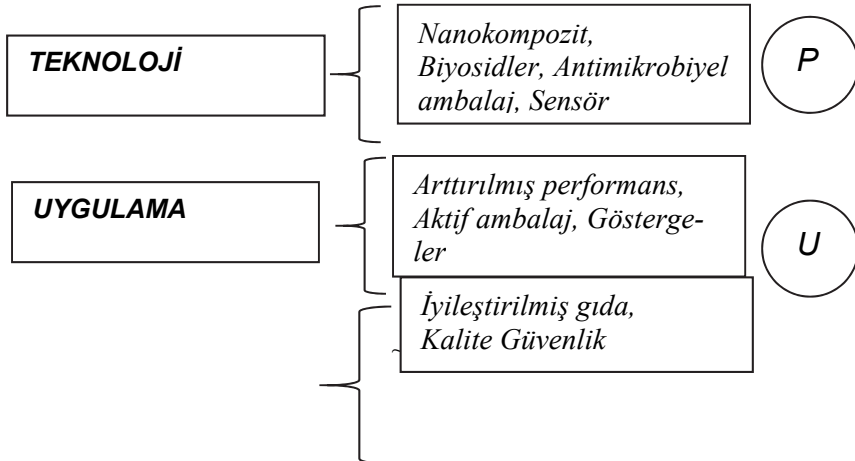 TEKNOLOJİ
Nanokompozit,
Biyosidler, Antimikrobiyel
ambalaj, Sensör
P
UYGULAMA
Arttırılmış performans,
Aktif ambalaj, Gösterge-
ler
U
İyileştirilmiş gıda,
Kalite Güvenlik
~